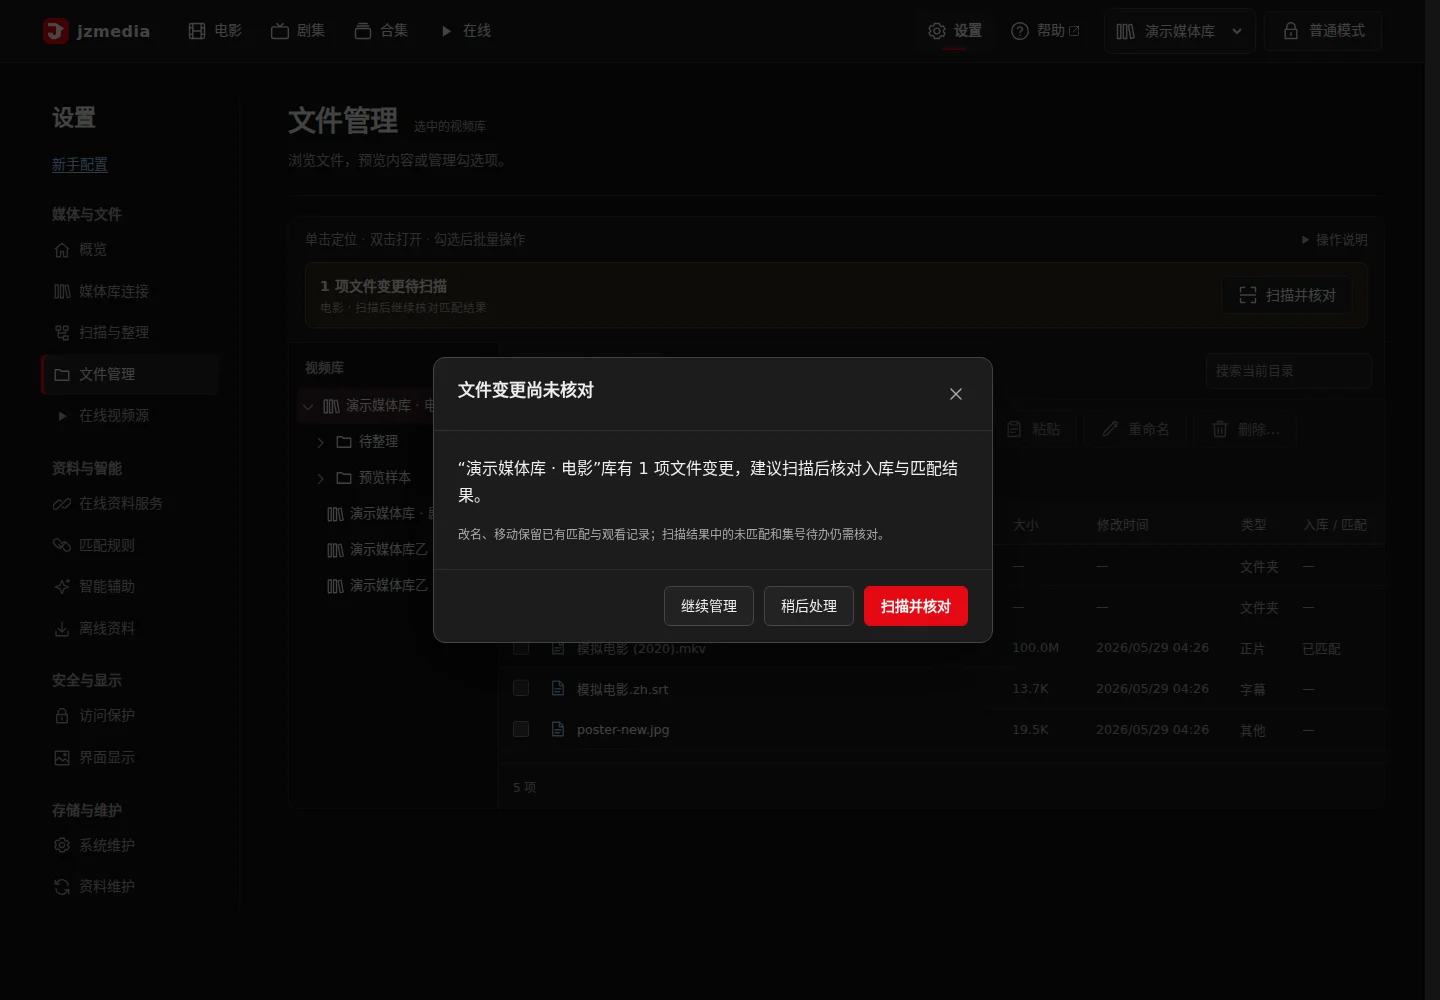 jzmedia
电影
剧集
合集
在线
设置
帮助
演示媒体库
普通模式
设置
新手配置
媒体与文件
概览
媒体库连接
扫描与整理
文件管理
在线视频源
资料与智能
在线资料服务
匹配规则
智能辅助
离线资料
安全与显示
访问保护
界面显示
存储与维护
系统维护
资料维护
文件管理 选中的视频库
浏览文件，预览内容或管理勾选项。
单击定位 · 双击打开 · 勾选后批量操作
操作说明
1 项文件变更待扫描
电影 · 扫描后继续核对匹配结果
扫描并核对
视频库
演示媒体库 · 电
待整理
预览样本
演示媒体库 ·
演示媒体库乙
演示媒体库乙
搜索当前目录
粘贴
重命名
删除...
大小 修改时间 类型 入库 / 匹配
— — 文件夹 —
— — 文件夹 —
模拟电影 (2020).mkv 100.0M 2026/05/29 04:26 正片 已匹配
模拟电影.zh.srt 13.7K 2026/05/29 04:26 字幕 —
poster-new.jpg 19.5K 2026/05/29 04:26 其他 —
5 项
文件变更尚未核对
“演示媒体库 · 电影”库有 1 项文件变更，建议扫描后核对入库与匹配结
果。
改名、移动保留已有匹配与观看记录；扫描结果中的未匹配和集号待办仍需核对。
继续管理
稍后处理
扫描并核对